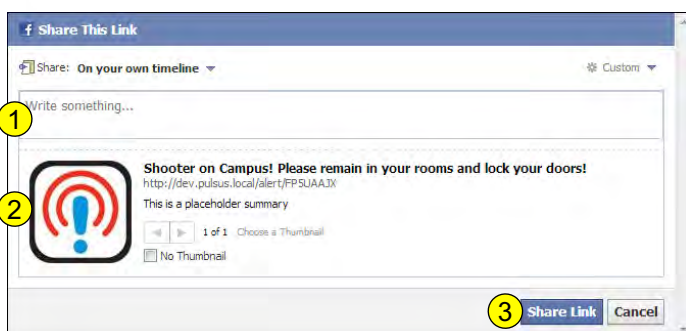 f Share This Link
Share: On your own timeline
Custom
1
Write something...
Shooter on Campus! Please remain in your rooms and lock your doors!
http://dev.pulsus.local/alert/FP5UAAJX
2
This is a placeholder summary
1 of 1 Choose a Thumbnail
No Thumbnail
3
Share Link Cancel